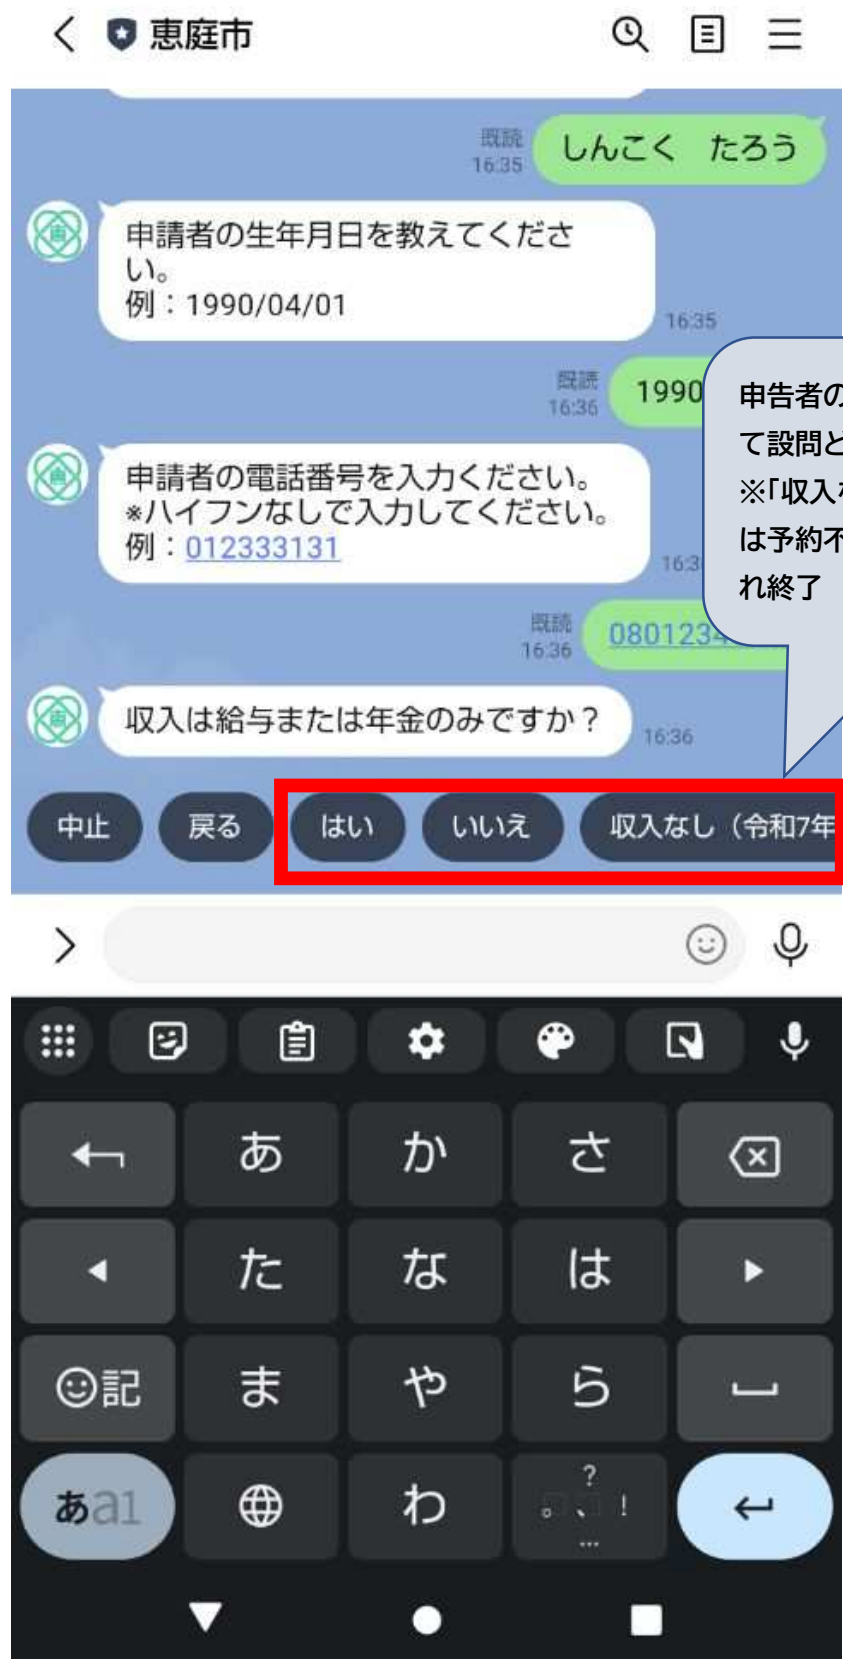 恵庭市
既読
16:35
しんこく たろう
申請者の生年月日を教えてくださ
い。
例：1990/04/01
16:35
既読
16:36
1990
申請者の電話番号を入力ください。
*ハイフンなしで入力してください。
例：012333131
16:3
既読
16:36
0801234
申告者の
て設問と
※「収入な
は予約不
れ終了
収入は給与または年金のみですか？
16:36
中止 戻る はい いいえ 収入なし（令和7年
あ か さ
た な は
記 ま や ら
あa1 わ 。、?!…